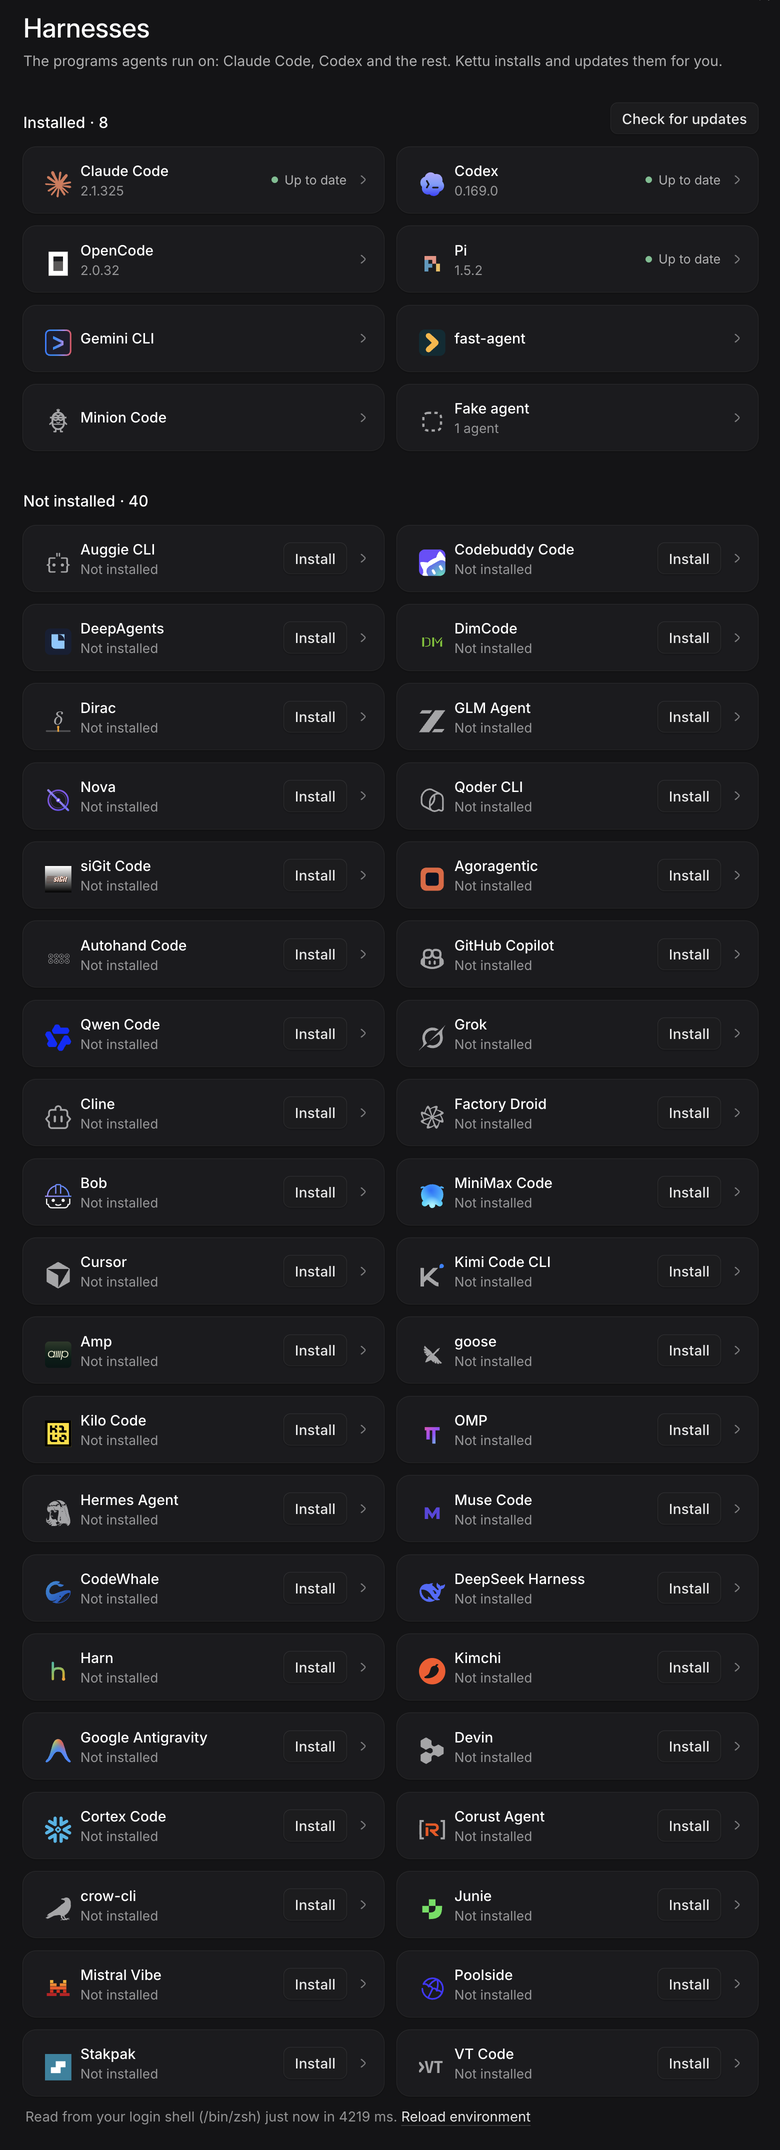 Harnesses
The programs agents run on: Claude Code, Codex and the rest. Kettu installs and updates them for you.
Installed · 8
Check for updates
Claude Code
2.1.325
Up to date
Codex
0.169.0
Up to date
OpenCode
2.0.32
Pi
1.5.2
Up to date
Gemini CLI
fast-agent
Minion Code
Fake agent
1 agent
Not installed · 40
Auggie CLI
Not installed
Install
Codebuddy Code
Not installed
Install
DeepAgents
Not installed
Install
DM
DimCode
Not installed
Install
δ
Dirac
Not installed
Install
GLM Agent
Not installed
Install
Nova
Not installed
Install
Qoder CLI
Not installed
Install
siGit
siGit Code
Not installed
Install
Agoragentic
Not installed
Install
Autohand Code
Not installed
Install
GitHub Copilot
Not installed
Install
Qwen Code
Not installed
Install
Grok
Not installed
Install
Cline
Not installed
Install
Factory Droid
Not installed
Install
Bob
Not installed
Install
MiniMax Code
Not installed
Install
Cursor
Not installed
Install
K
Kimi Code CLI
Not installed
Install
amp
Amp
Not installed
Install
goose
Not installed
Install
Kilo Code
Not installed
Install
OMP
Not installed
Install
Hermes Agent
Not installed
Install
M
Muse Code
Not installed
Install
CodeWhale
Not installed
Install
DeepSeek Harness
Not installed
Install
h
Harn
Not installed
Install
Kimchi
Not installed
Install
Google Antigravity
Not installed
Install
Devin
Not installed
Install
Cortex Code
Not installed
Install
[R]
Corust Agent
Not installed
Install
crow-cli
Not installed
Install
Junie
Not installed
Install
Mistral Vibe
Not installed
Install
Poolside
Not installed
Install
Stakpak
Not installed
Install
VT
VT Code
Not installed
Install
Read from your login shell (/bin/zsh) just now in 4219 ms. Reload environment